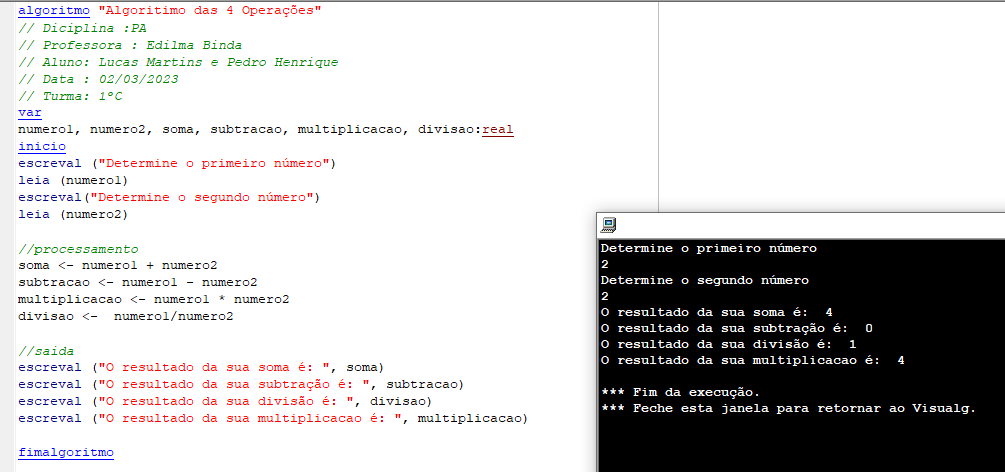 algoritmo "Algoritimo das 4 Operações"
// Diciplina :PA
// Professora : Edilma Binda
// Aluno: Lucas Martins e Pedro Henrique
// Data : 02/03/2023
// Turma: 1°C
var
numero1, numero2, soma, subtracao, multiplicacao, divisao:real
inicio
escreval ("Determine o primeiro número")
leia (numero1)
escreval("Determine o segundo número")
leia (numero2)
//processamento
soma <- numero1 + numero2
subtracao <- numero1 - numero2
multiplicacao <- numero1 * numero2
divisao <-  numero1/numero2
//saida
escreval ("O resultado da sua soma é: ", soma)
escreval ("O resultado da sua subtração é: ", subtracao)
escreval ("O resultado da sua divisão é: ", divisao)
escreval ("O resultado da sua multiplicacao é: ", multiplicacao)
fimalgoritmo
Determine o primeiro número
2
Determine o segundo número
2
O resultado da sua soma é:  4
O resultado da sua subtração é:  0
O resultado da sua divisão é:  1
O resultado da sua multiplicacao é:  4
*** Fim da execução.
*** Feche esta janela para retornar ao Visualg.